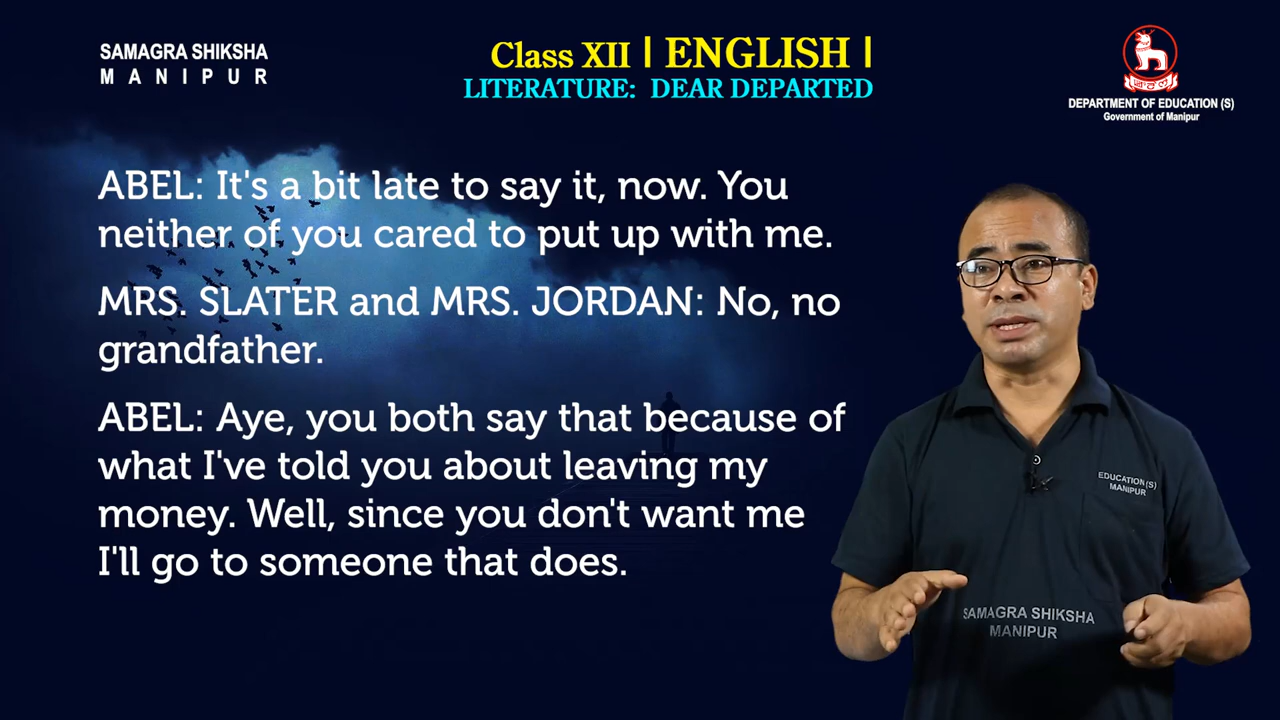 SAMAGRA SHIKSHA
MANIPUR
Class XII | ENGLISH |
LITERATURE: DEAR DEPARTED
DEPARTMENT OF EDUCATION (S)
Government of Manipur
ABEL: It's a bit late to say it, now. You
neither of you cared to put up with me.
MRS. SLATER and MRS. JORDAN: No, no
grandfather.
ABEL: Aye, you both say that because of
what I've told you about leaving my
money. Well, since you don't want me
I'll go to someone that does.
EDUCATION (S)
MANIPUR
SAMAGRA SHIKSHA
MANIPUR